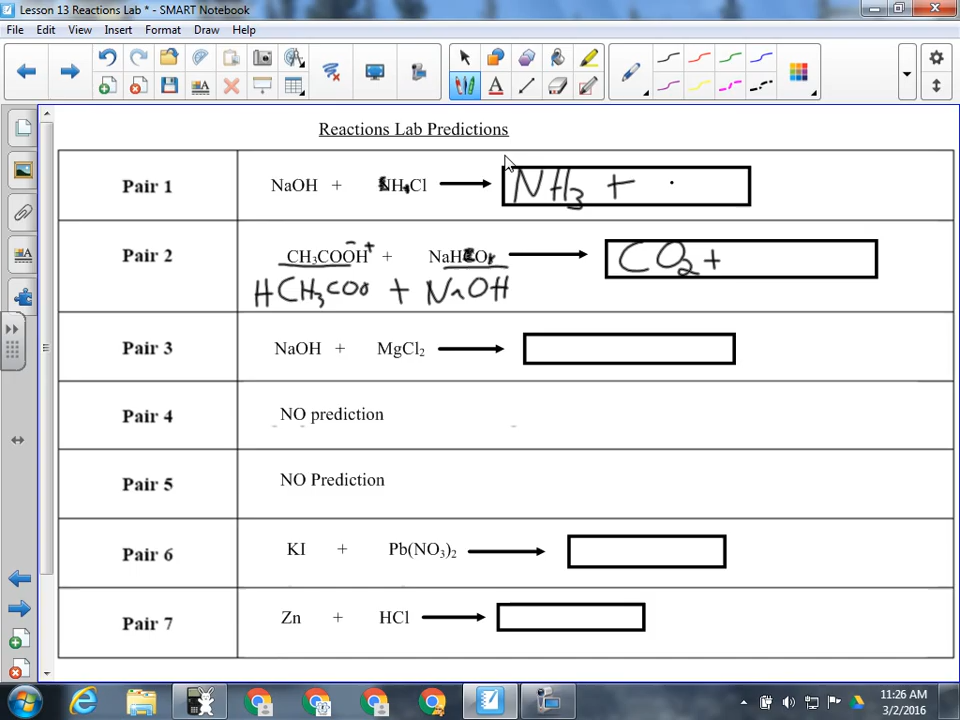 Lesson 13 Reactions Lab * - SMART Notebook
File Edit View Insert Format Draw Help
Reactions Lab Predictions
Pair 1 NaOH + NH4Cl NH3 + .
Pair 2 CH3COO⁻H⁺ + CO2 +
HCH3COO + NaOH
Pair 3 NaOH + MgCl2
Pair 4 NO prediction
Pair 5 NO Prediction
Pair 6 KI + Pb(NO3)2
Pair 7 Zn + HCl
11:26 AM
3/2/2016